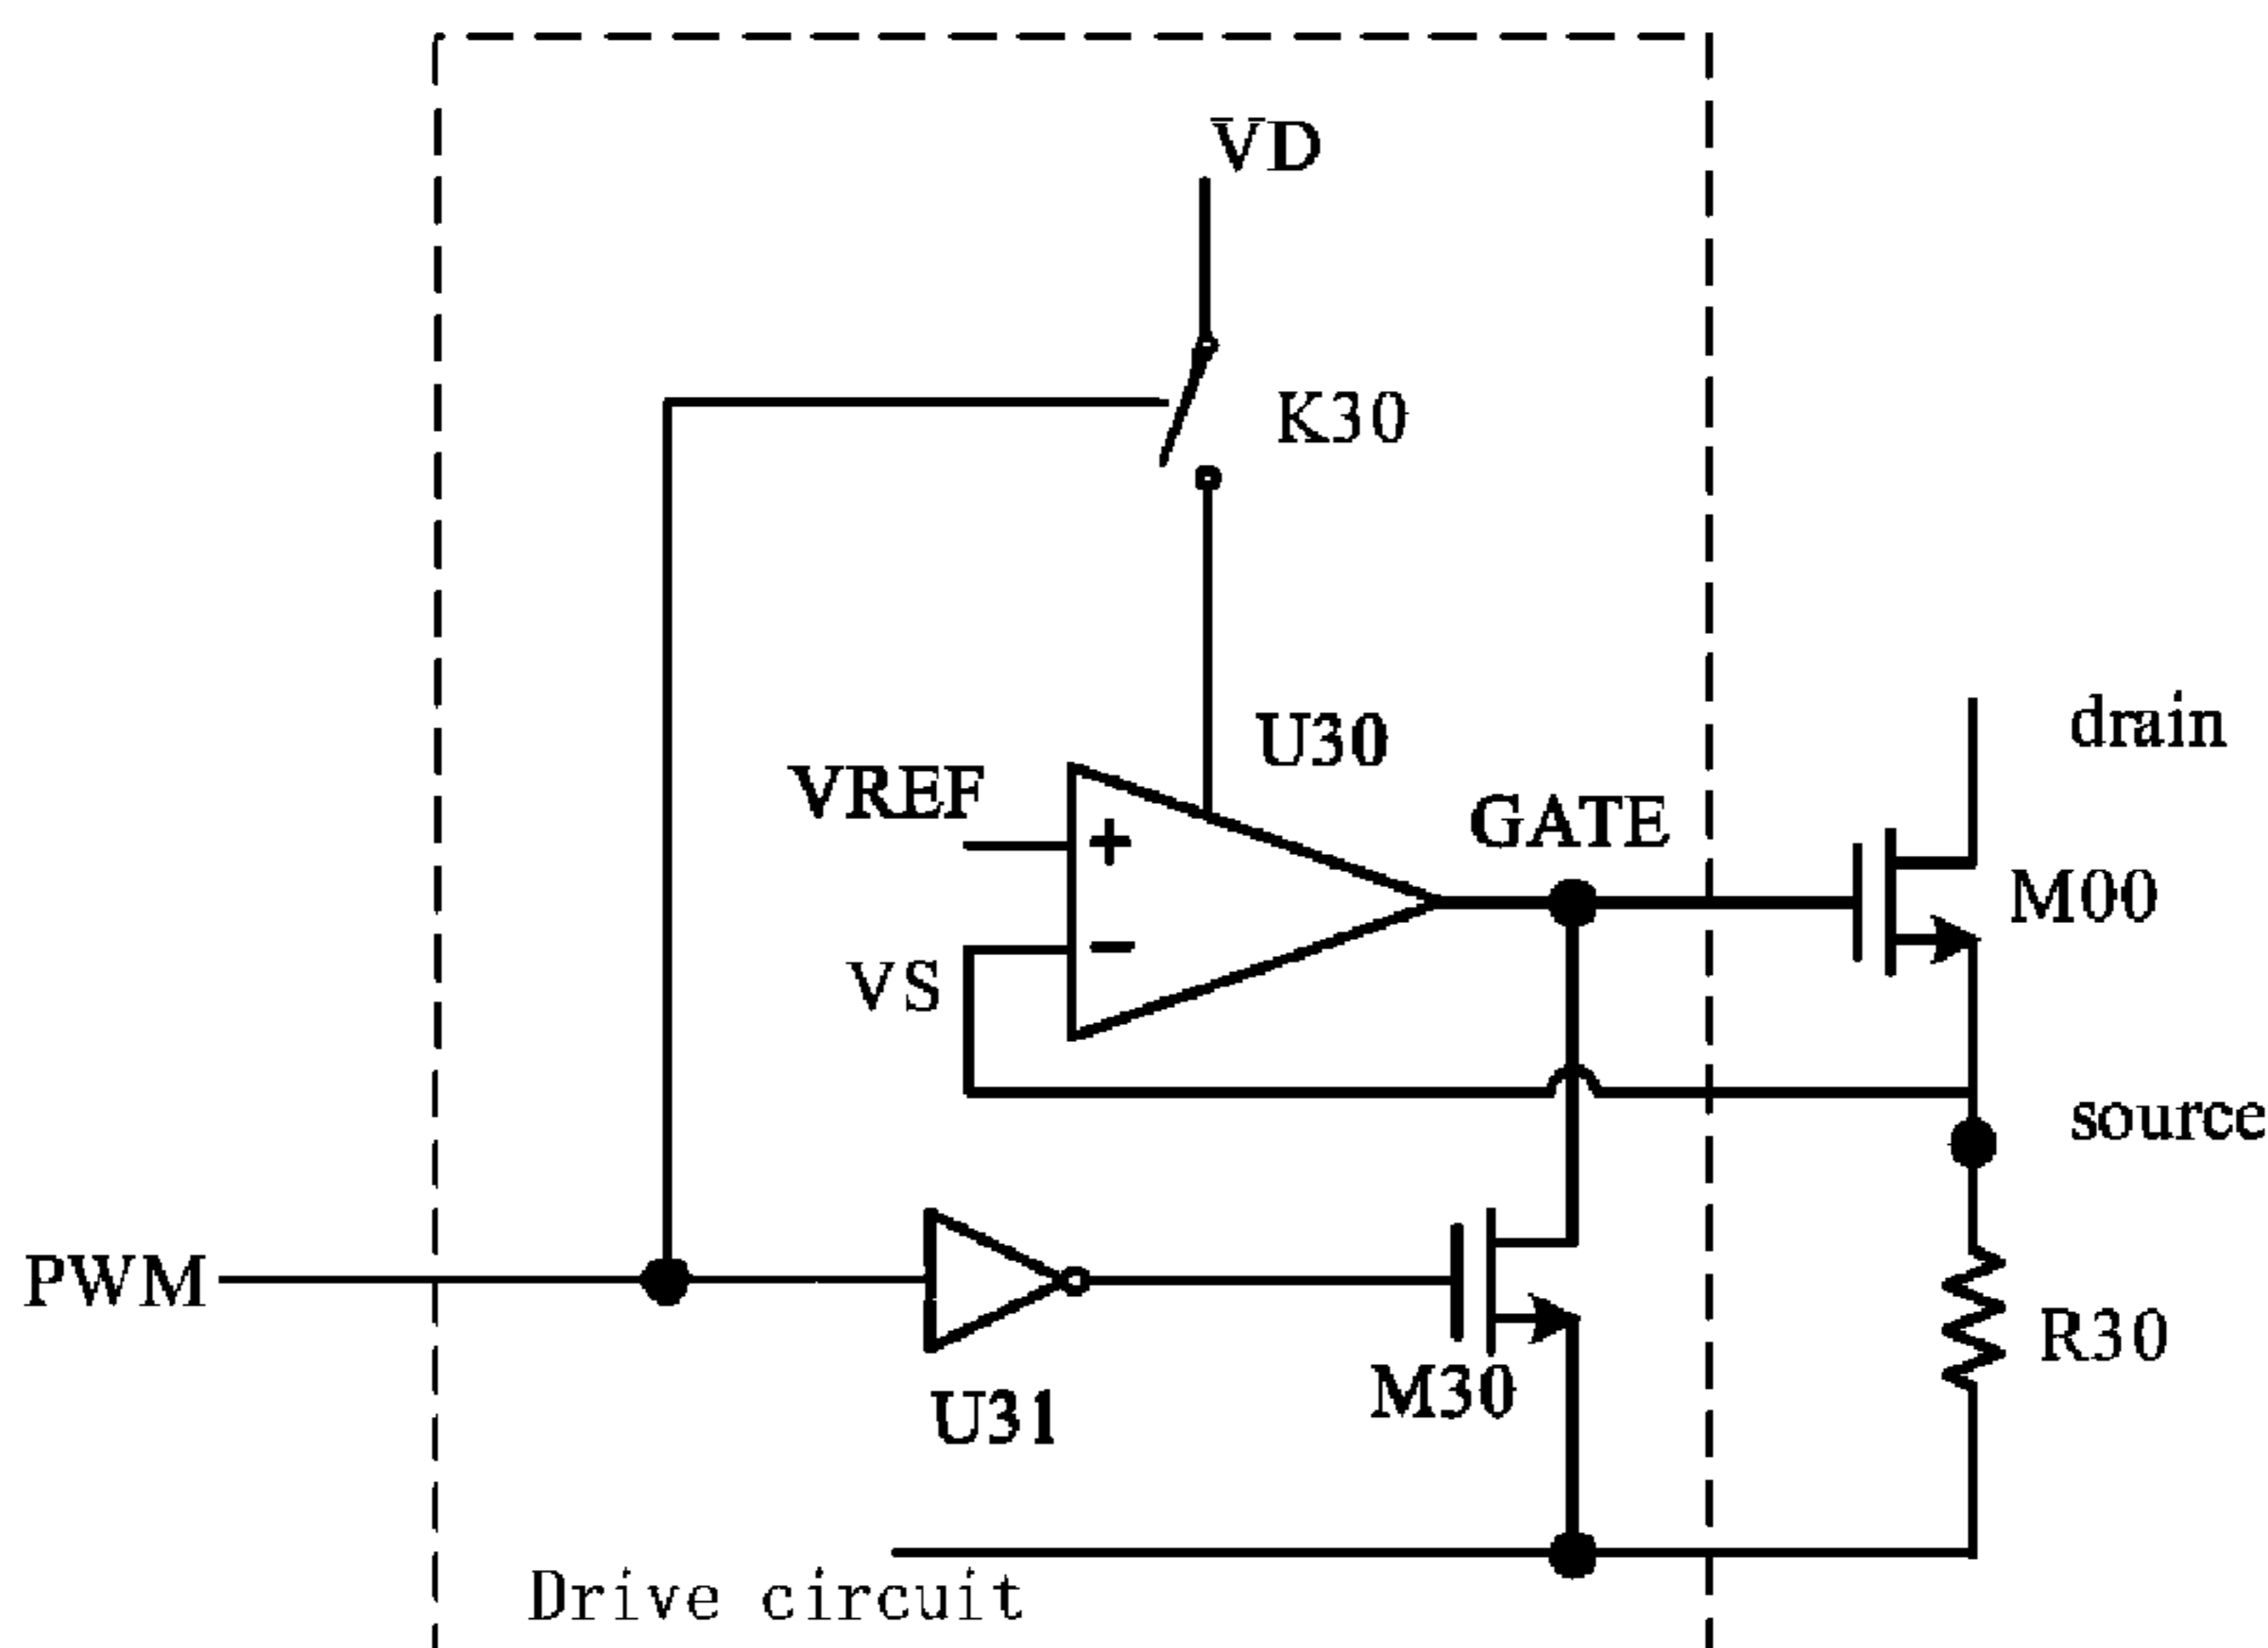 VD
K30
U30
VREF
+
GATE
drain
M00
−
VS
source
PWM
R30
M30
U31
Drive circuit